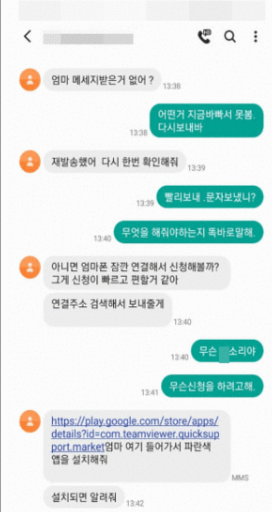 엄마 메세지받은거 없어 ?
13:38
어떤거 지금바빠서 못봄.
다시보내바
13:38
재발송했어 다시 한번 확인해줘
13:39
빨리보내 .문자보냈니?
13:39
무엇을 해줘야하는지 똑바로말해.
13:40
아니면 엄마폰 잠깐 연결해서 신청해볼까?
그게 신청이 빠르고 편할거 같아
연결주소 검색해서 보내줄게
13:40
무슨 소리야
13:40
무슨신청을 하려고해.
13:41
https://play.google.com/store/apps/
details?id=com.teamviewer.quicksup
port.market엄마 여기 들어가서 파란색
앱을 설치해줘
MMS
설치되면 알려줘
13:42